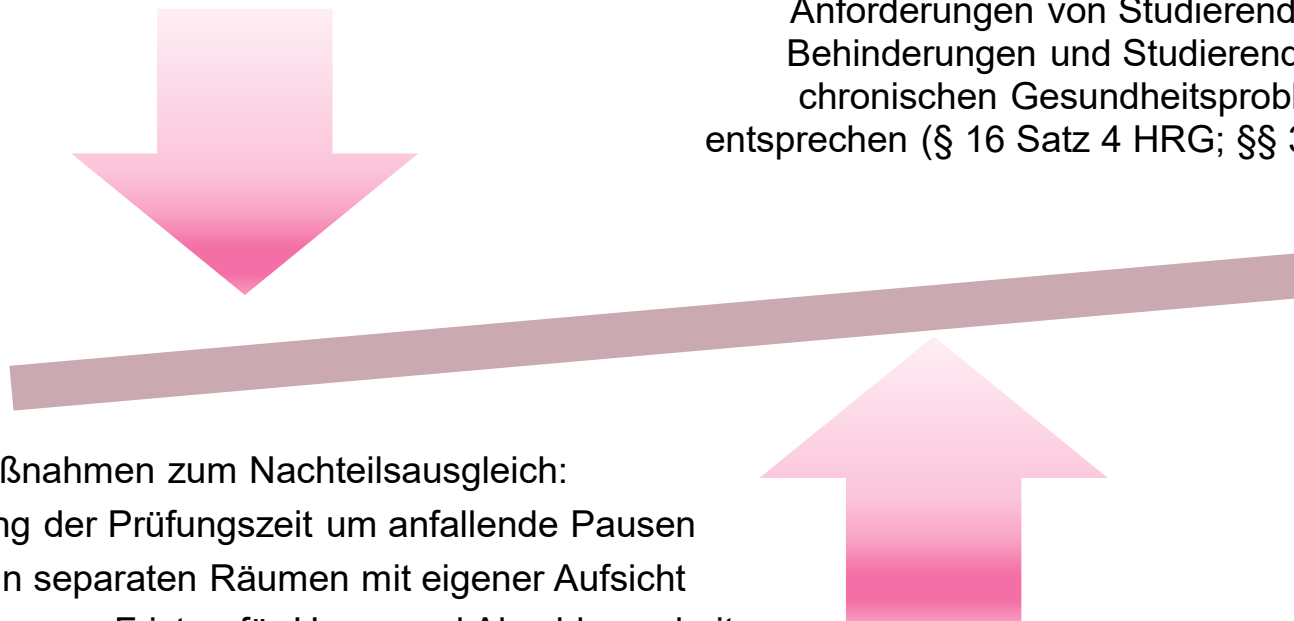 Anforderungen von Studierend
Behinderungen und Studierend
chronischen Gesundheitsprobl
entsprechen (§ 16 Satz 4 HRG; §§ 3
ßnahmen zum Nachteilsausgleich:
ng der Prüfungszeit um anfallende Pausen
n separaten Räumen mit eigener Aufsicht